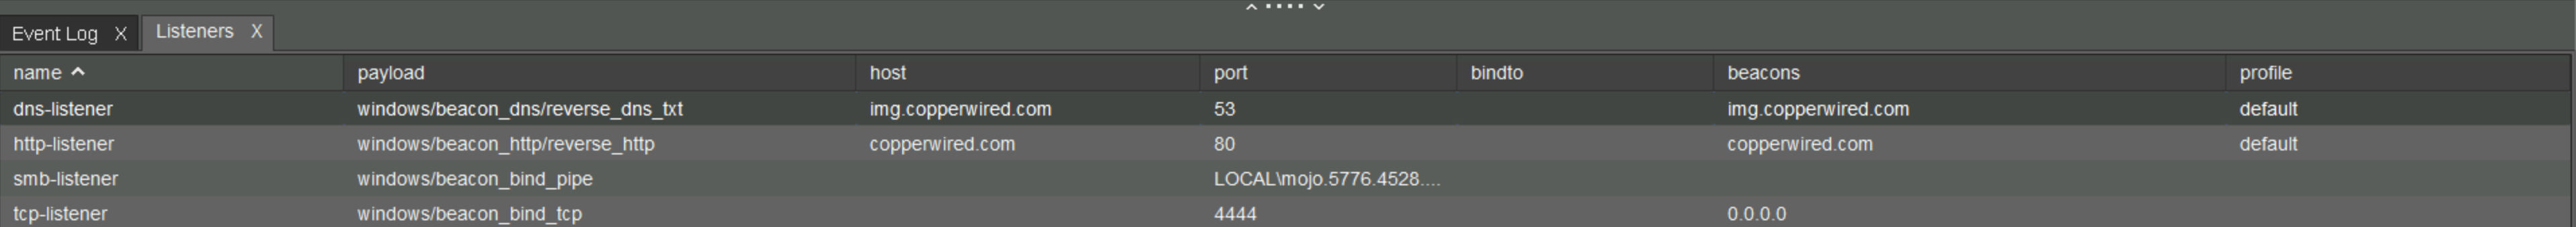 Event Log X Listeners X
name payload host port bindto beacons profile
dns-listener windows/beacon_dns/reverse_dns_txt img.copperwired.com 53 img.copperwired.com default
http-listener windows/beacon_http/reverse_http copperwired.com 80 copperwired.com default
smb-listener windows/beacon_bind_pipe LOCAL\mojo.5776.4528....
tcp-listener windows/beacon_bind_tcp 4444 0.0.0.0